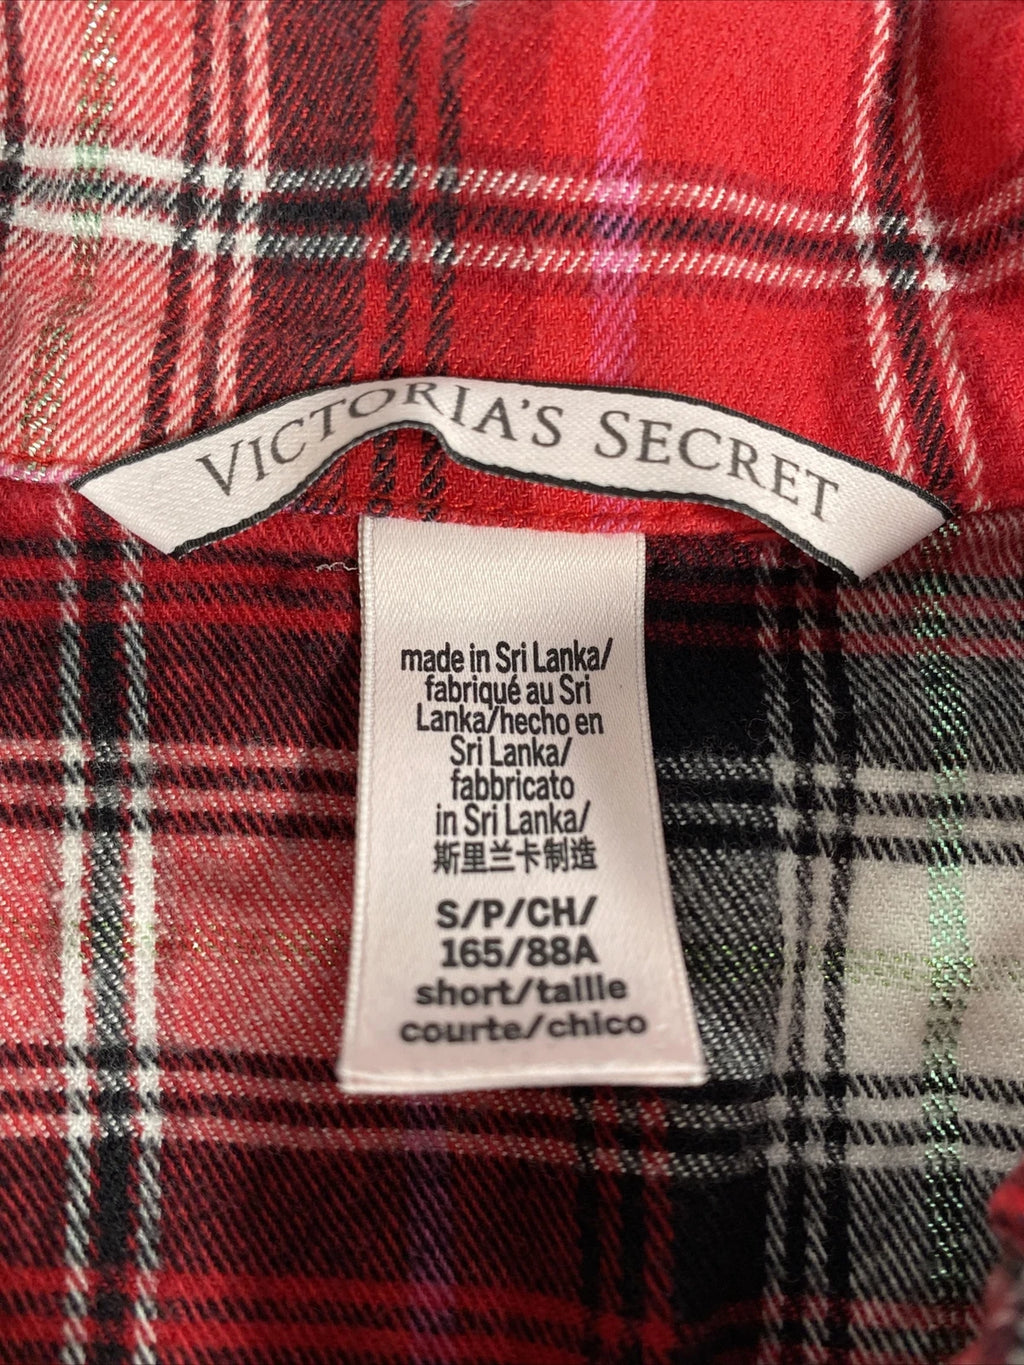 VICTORIA'S SECRET
made in Sri Lanka/
fabriqué au Sri
Lanka/hecho en
Sri Lanka/
fabbricato
in Sri Lanka/
斯里兰卡制造
S/P/CH/
165/88A
short/taille
courte/chico